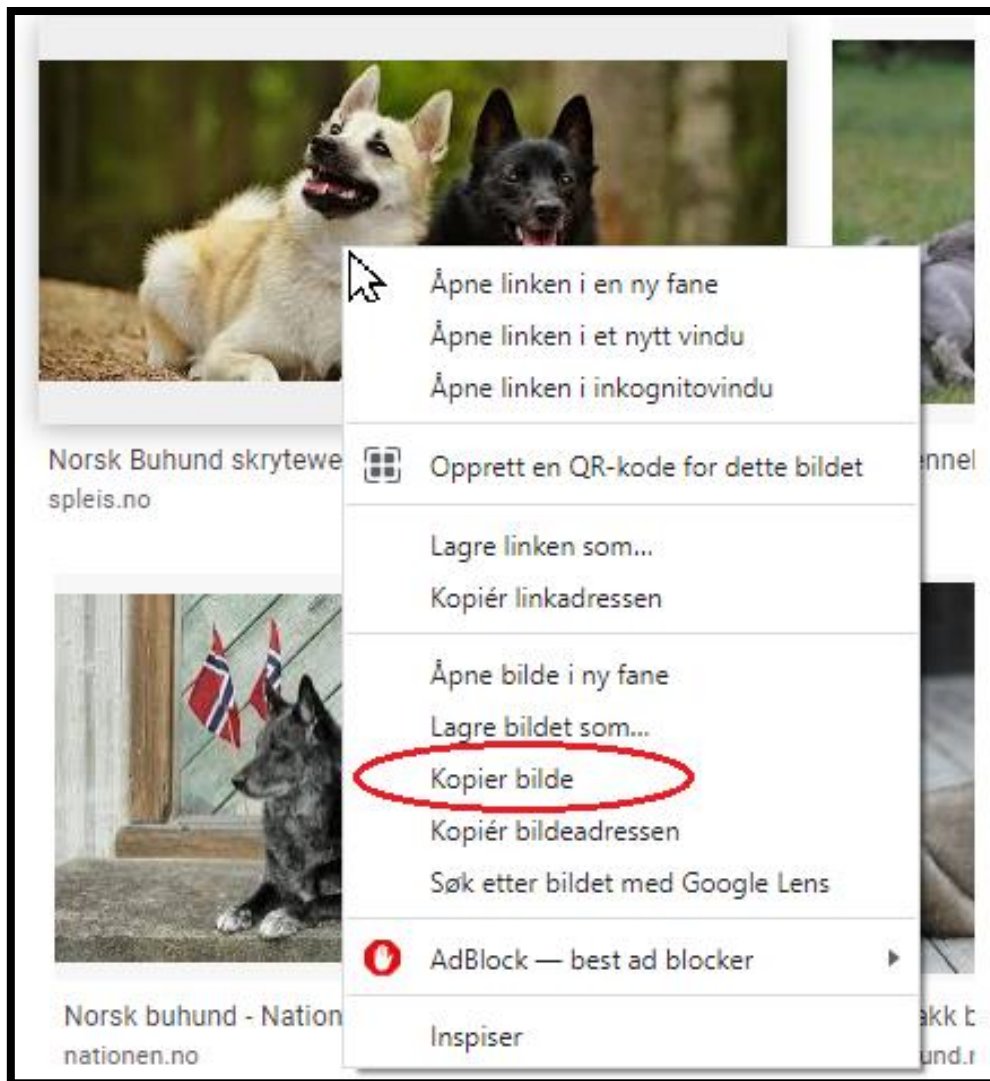 Åpne linken i en ny fane
Åpne linken i et nytt vindu
Åpne linken i inkognitovindu
Norsk Buhund skrytewe
spleis.no
Opprett en QR-kode for dette bildet
Lagre linken som...
Kopiér linkadressen
Åpne bilde i ny fane
Lagre bildet som...
Kopier bilde
Kopiér bildeadressen
Søk etter bildet med Google Lens
AdBlock — best ad blocker
Norsk buhund - Nation
nationen.no
Inspiser